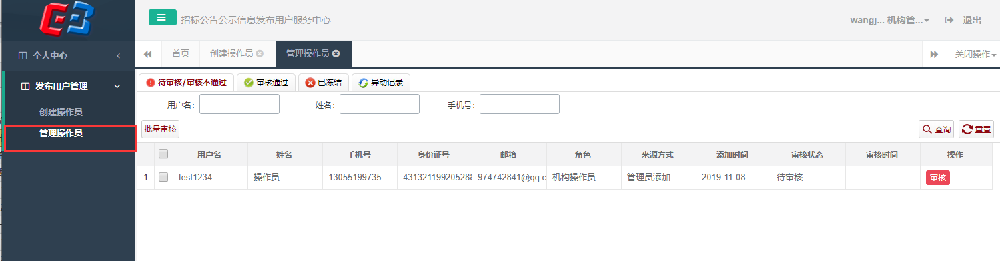 招标公告公示信息发布用户服务中心
wangj... 机构管...
退出
个人中心
首页
创建操作员
管理操作员
关闭操作
发布用户管理
待审核/审核不通过
审核通过
已冻结
异动记录
用户名：
姓名：
手机号：
创建操作员
管理操作员
批量审核
查询
重置
用户名 姓名 手机号 身份证号 邮箱 角色 来源方式 添加时间 审核状态 审核时间 操作
1 test1234 操作员 13055199735 431321199205288 974742841@qq.c 机构操作员 管理员添加 2019-11-08 待审核 审核